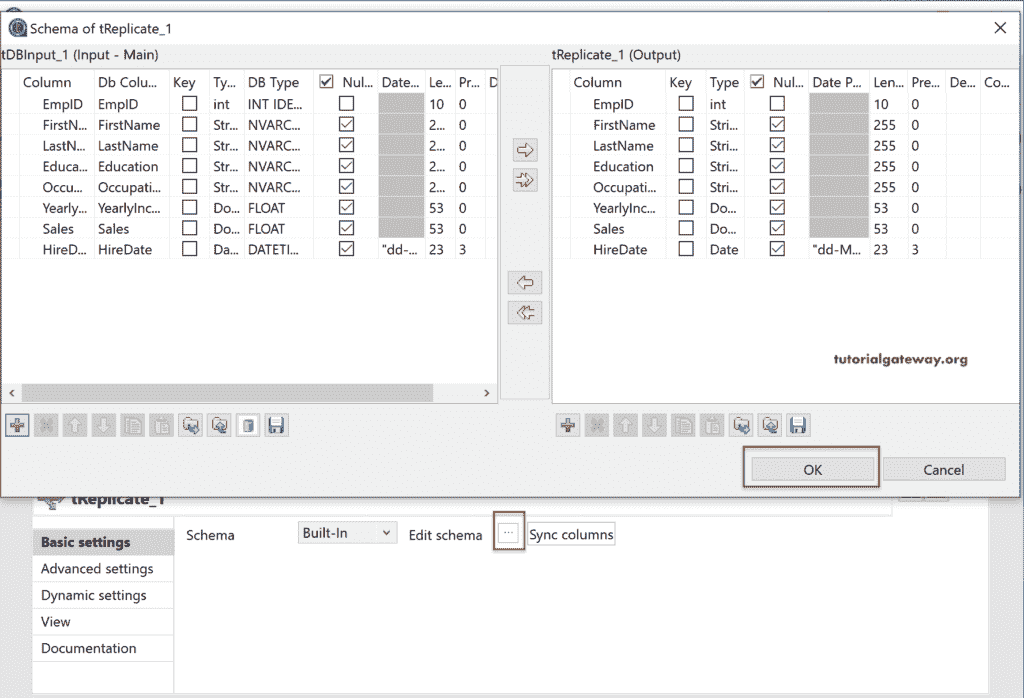 Schema of tReplicate_1
tDBInput_1 (Input - Main)
tReplicate_1 (Output)
Column Db Colu... Key Ty... DB Type Nul... Date... Le... Pr... D
EmpID EmpID int INT IDE... 10 0
FirstN... FirstName Str... NVARC... 2... 0
LastN... LastName Str... NVARC... 2... 0
Educa... Education Str... NVARC... 2... 0
Occu... Occupati... Str... NVARC... 2... 0
Yearly... YearlyInc... Do... FLOAT 53 0
Sales Sales Do... FLOAT 53 0
HireD... HireDate Da... DATETI... "dd-... 23 3
Column Key Type Nul... Date P... Len... Pre... De... Co...
EmpID int 10 0
FirstName Stri... 255 0
LastName Stri... 255 0
Education Stri... 255 0
Occupati... Stri... 255 0
YearlyInc... Do... 53 0
Sales Do... 53 0
HireDate Date "dd-M... 23 3
tutorialgateway.org
OK Cancel
tReplicate_1
Basic settings
Advanced settings
Dynamic settings
View
Documentation
Schema Built-In Edit schema ... Sync columns